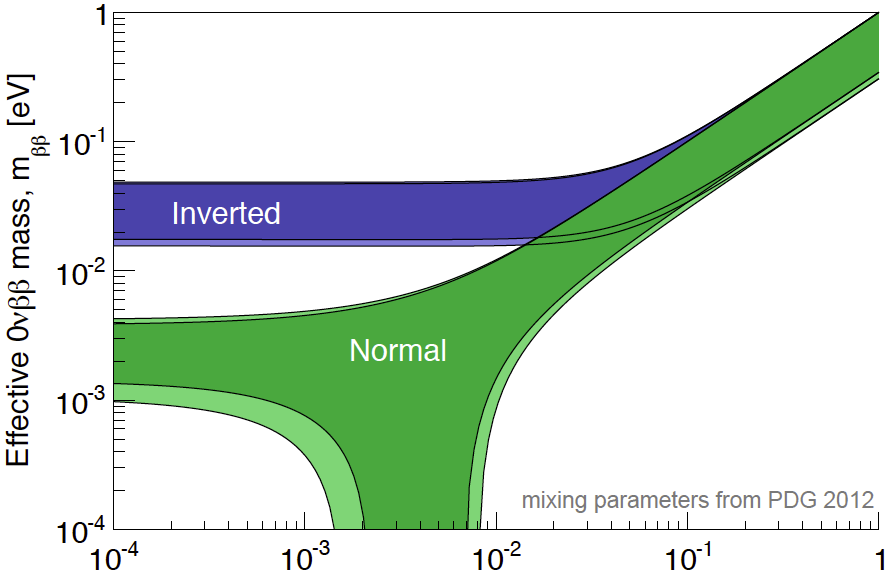 1
10⁻¹
10⁻²
10⁻³
10⁻⁴
Effective 0νββ mass, m_ββ [eV]
Inverted
Normal
mixing parameters from PDG 2012
10⁻⁴ 10⁻³ 10⁻² 10⁻¹ 1